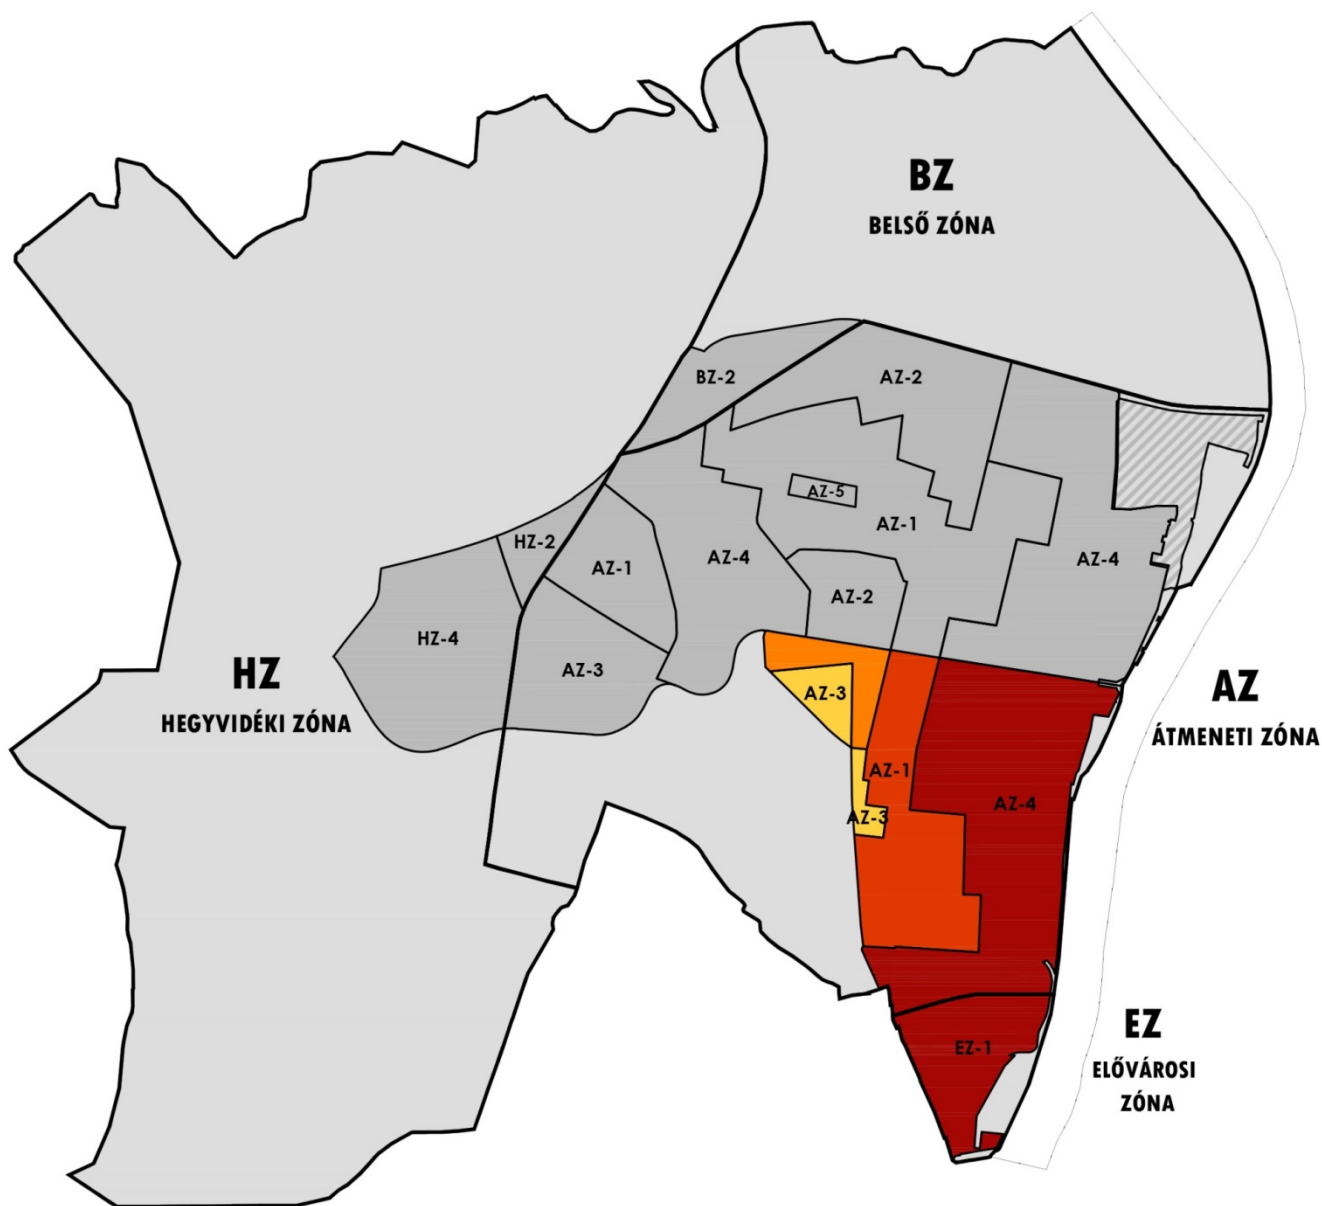 BZ
BELSŐ ZÓNA
BZ-2
AZ-2
AZ-5
AZ-1
HZ-2
AZ-1
AZ-4
AZ-4
AZ-2
HZ-4
AZ-3
HZ
HEGYVIDÉKI ZÓNA
AZ-3
AZ
ÁTMENETI ZÓNA
AZ-1
AZ-4
AZ-3
EZ
ELŐVÁROSI
ZÓNA
EZ-1